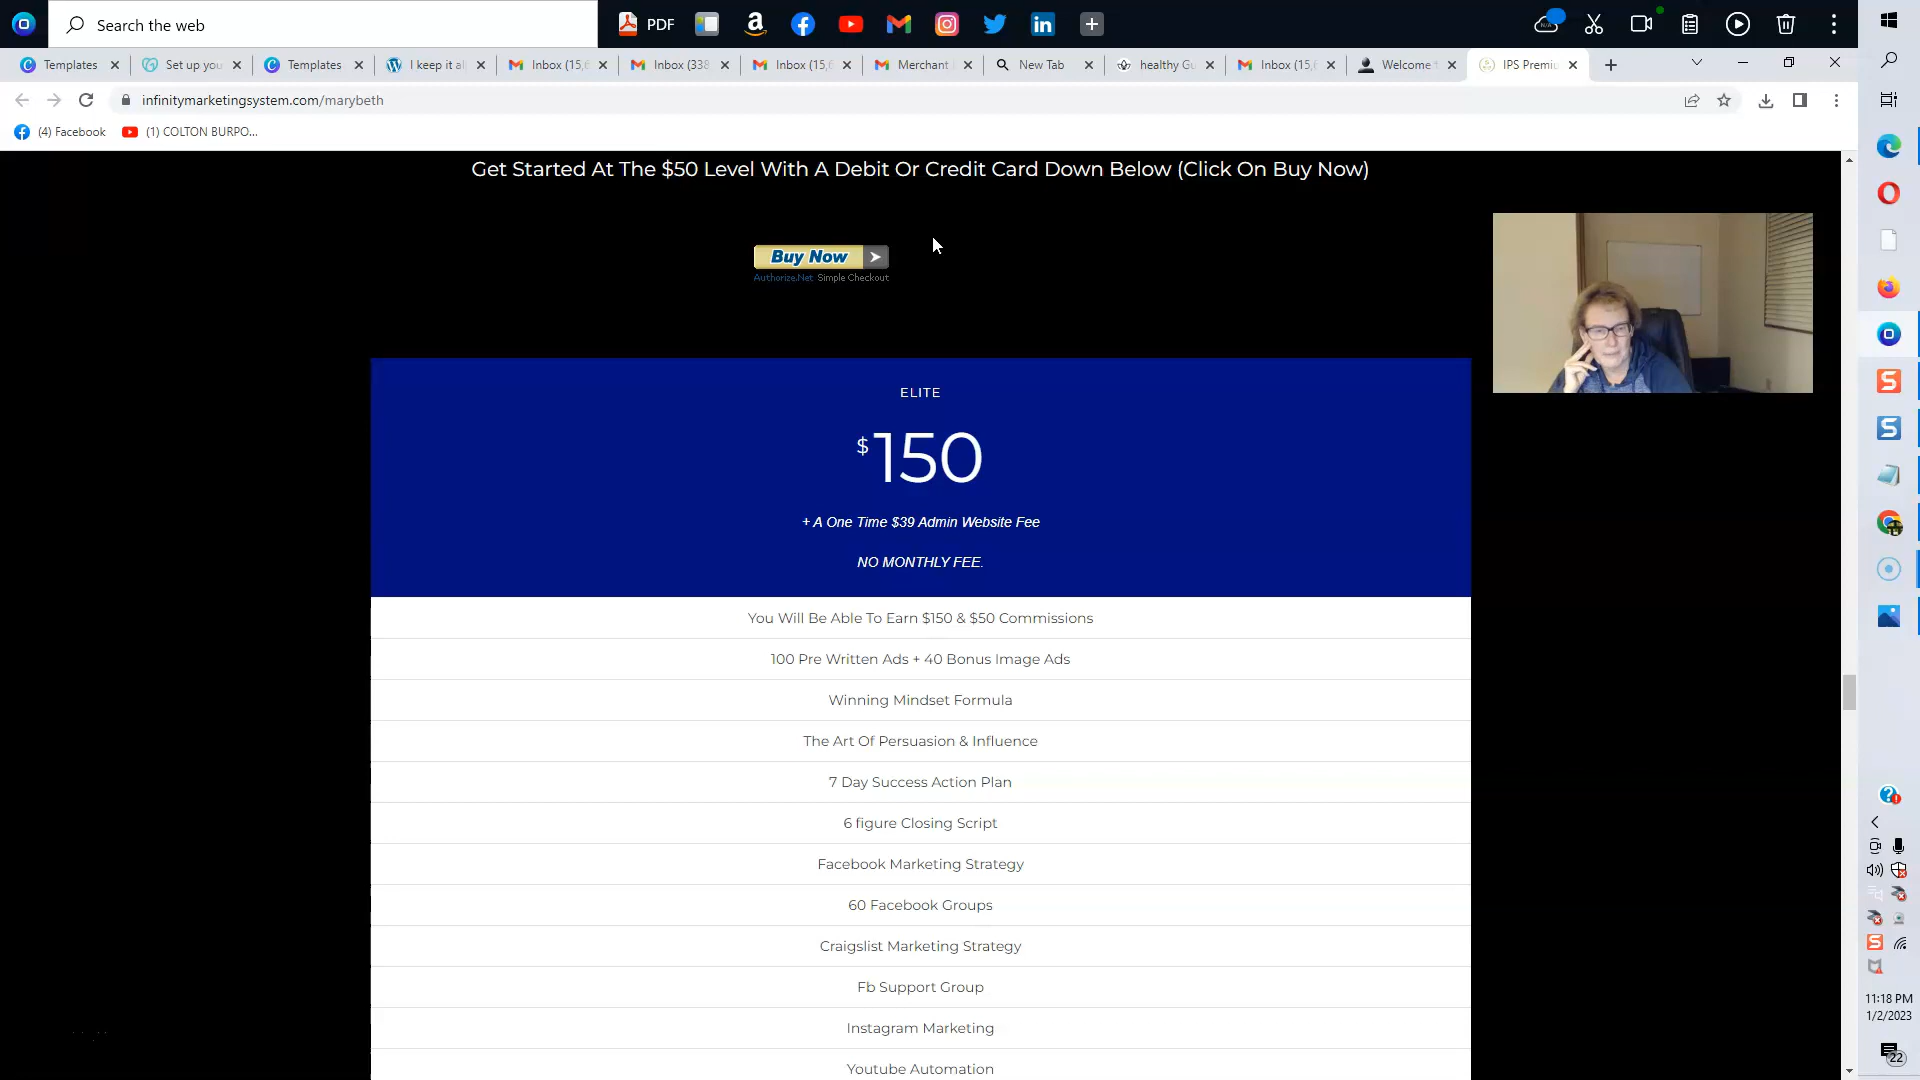 Search the web
PDF
N/A
Templates
Set up you
Templates
I keep it al
Inbox (15,6
Inbox (338
Inbox (15,6
Merchant
New Tab
healthy Gu
Inbox (15,6
Welcome t
IPS Premiu
infinitymarketingsystem.com/marybeth
(4) Facebook
(1) COLTON BURPO...
Get Started At The $50 Level With A Debit Or Credit Card Down Below (Click On Buy Now)
Buy Now
Authorize.Net Simple Checkout
ELITE
$150
+ A One Time $39 Admin Website Fee
NO MONTHLY FEE.
You Will Be Able To Earn $150 & $50 Commissions
100 Pre Written Ads + 40 Bonus Image Ads
Winning Mindset Formula
The Art Of Persuasion & Influence
7 Day Success Action Plan
6 figure Closing Script
Facebook Marketing Strategy
60 Facebook Groups
Craigslist Marketing Strategy
Fb Support Group
Instagram Marketing
Youtube Automation
11:18 PM
1/2/2023
22